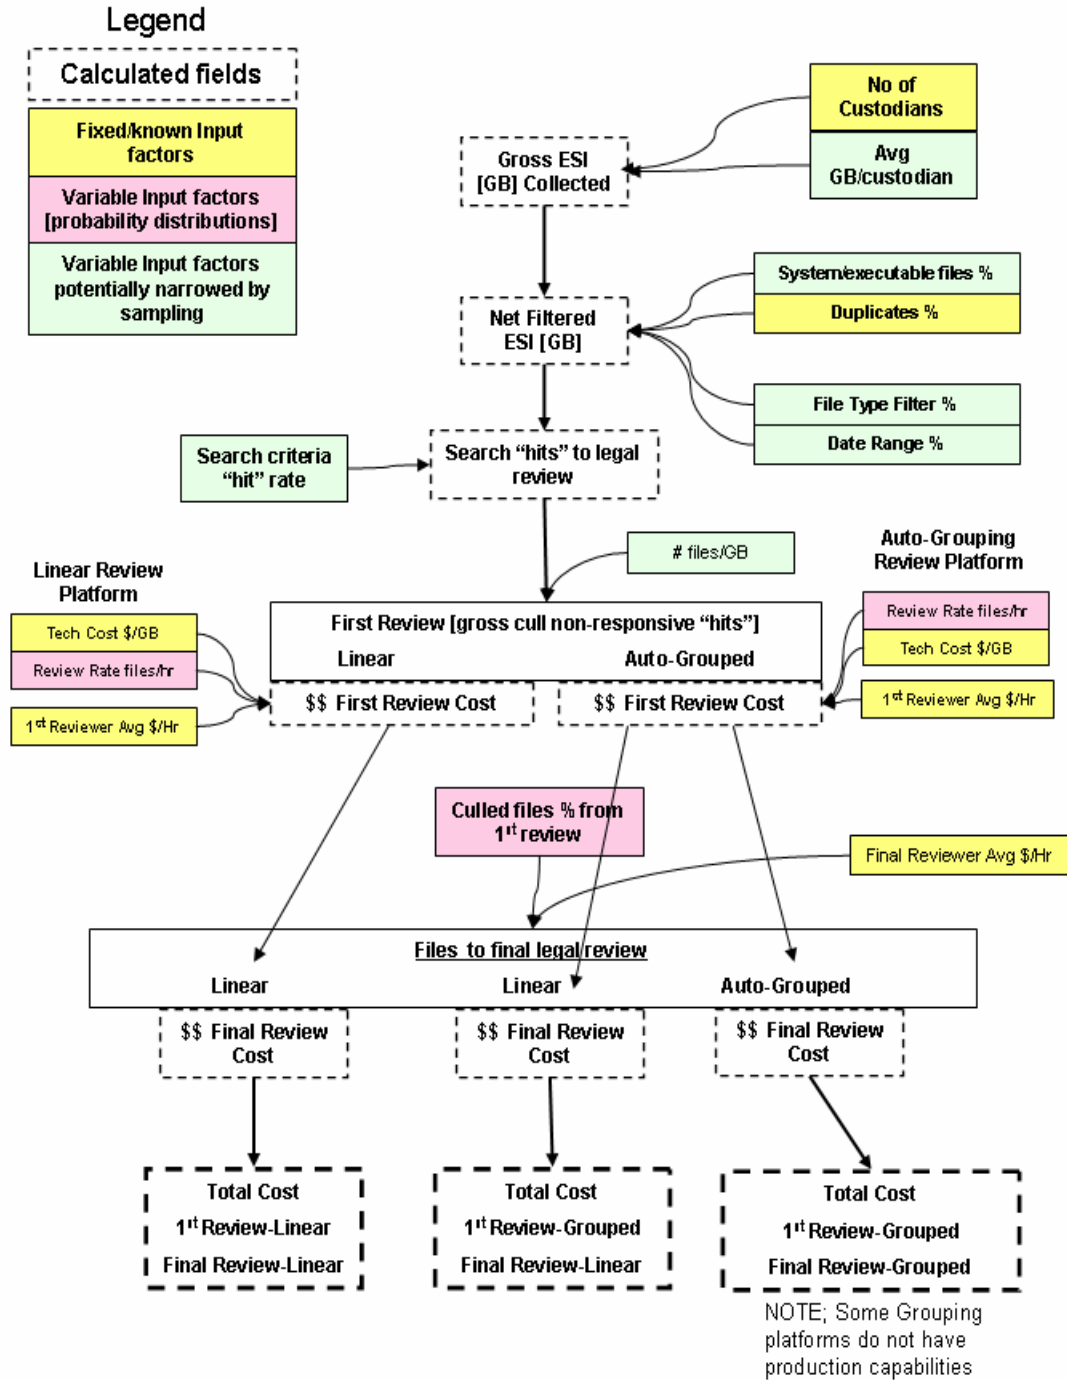 Legend
Calculated fields
Fixed/known Input
factors
Variable Input factors
[probability distributions]
Variable Input factors
potentially narrowed by
sampling
No of
Custodians
Avg
GB/custodian
Gross ESI
[GB] Collected
System/executable files %
Duplicates %
Net Filtered
ESI [GB]
File Type Filter %
Date Range %
Search criteria
“hit” rate
Search “hits” to legal
review
# files/GB
Auto-Grouping
Review Platform
Linear Review
Platform
Tech Cost $/GB
Review Rate files/hr
1st Reviewer Avg $/Hr
First Review [gross cull non-responsive “hits”]
Linear
Auto-Grouped
$$ First Review Cost
$$ First Review Cost
Review Rate files/hr
Tech Cost $/GB
1st Reviewer Avg $/Hr
Culled files % from
1st review
Final Reviewer Avg $/Hr
Files to final legal review
Linear
Linear
Auto-Grouped
$$ Final Review
Cost
$$ Final Review
Cost
$$ Final Review
Cost
Total Cost
1st Review-Linear
Final Review-Linear
Total Cost
1st Review-Grouped
Final Review-Linear
Total Cost
1st Review-Grouped
Final Review-Grouped
NOTE; Some Grouping
platforms do not have
production capabilities